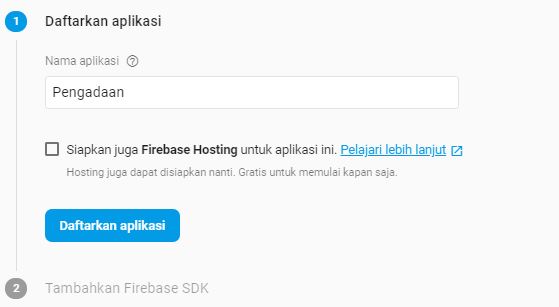 1 Daftarkan aplikasi
Nama aplikasi ?
Pengadaan
Siapkan juga Firebase Hosting untuk aplikasi ini. Pelajari lebih lanjut
Hosting juga dapat disiapkan nanti. Gratis untuk memulai kapan saja.
Daftarkan aplikasi
2 Tambahkan Firebase SDK